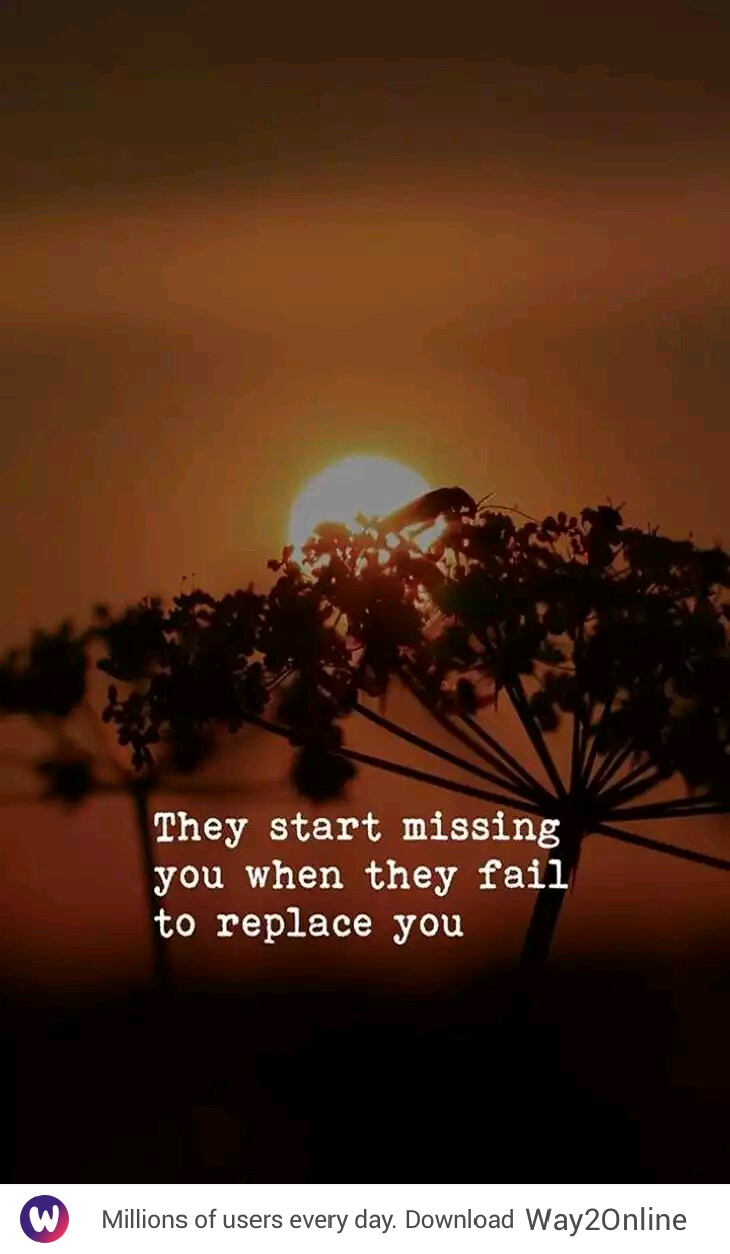 They start missing
you when they fail
to replace you
W
Millions of users every day. Download Way2Online